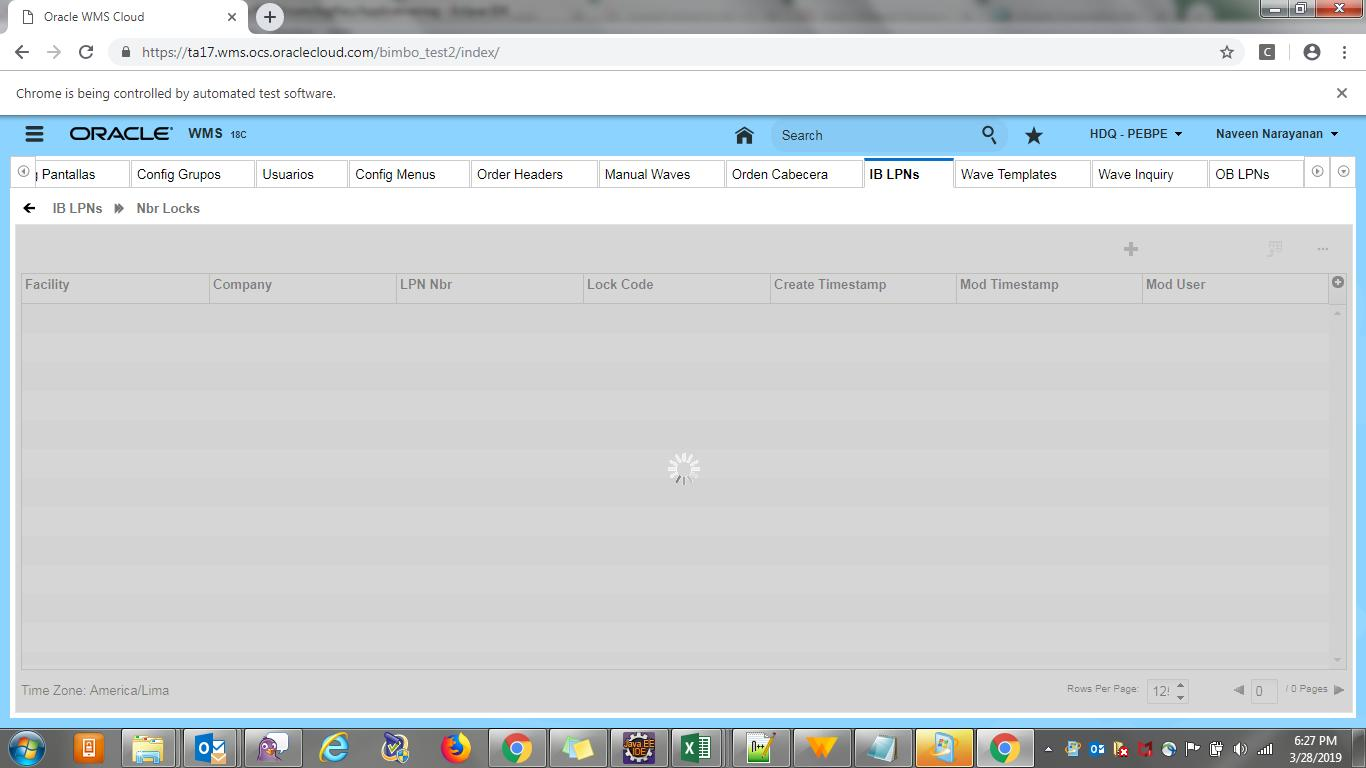 Oracle WMS Cloud
https://ta17.wms.ocs.oraclecloud.com/bimbo_test2/index/
C
Chrome is being controlled by automated test software.
ORACLE WMS 18C Search HDQ - PEBPE Naveen Narayanan
Pantallas Config Grupos Usuarios Config Menus Order Headers Manual Waves Orden Cabecera IB LPNs Wave Templates Wave Inquiry OB LPNs
IB LPNs Nbr Locks
Facility Company LPN Nbr Lock Code Create Timestamp Mod Timestamp Mod User
Time Zone: America/Lima Rows Per Page: 0 / 0 Pages
Java EE
IDE
6:27 PM
3/28/2019